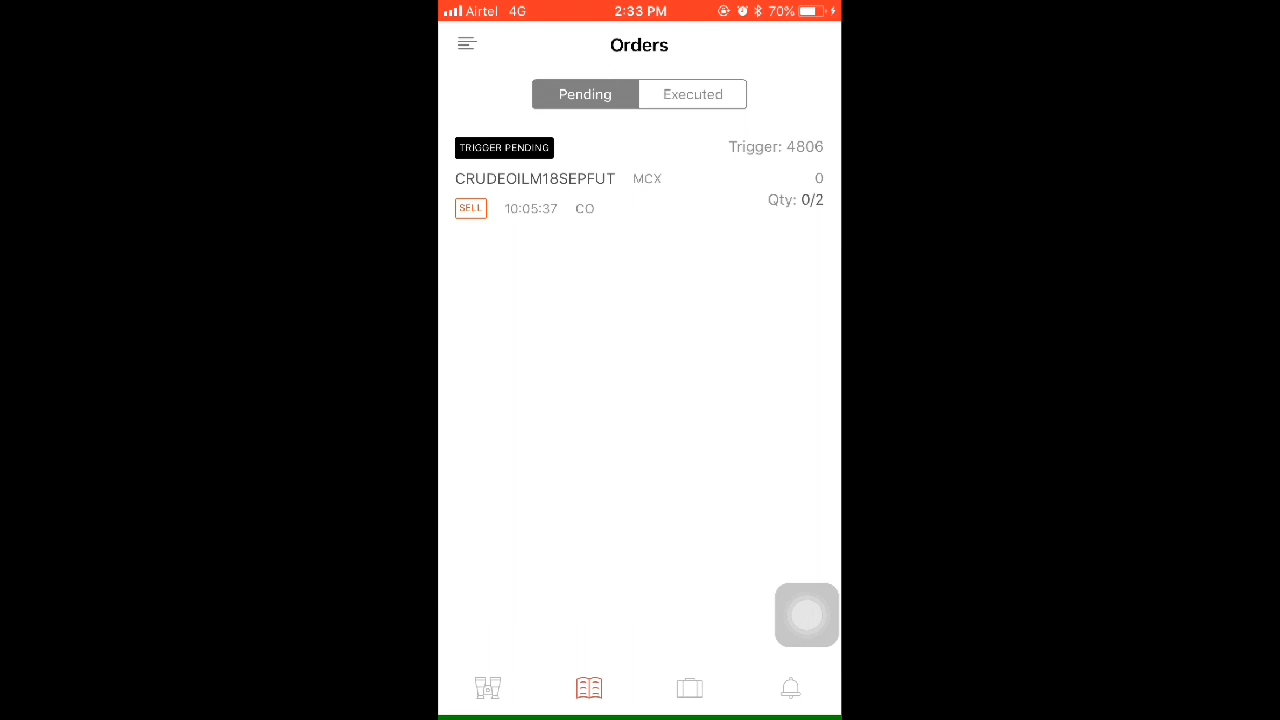 Airtel 4G 2:33 PM 70%
Orders
Pending Executed
TRIGGER PENDING Trigger: 4806
CRUDEOILM18SEPFUT MCX 0
Qty: 0/2
SELL 10:05:37 CO